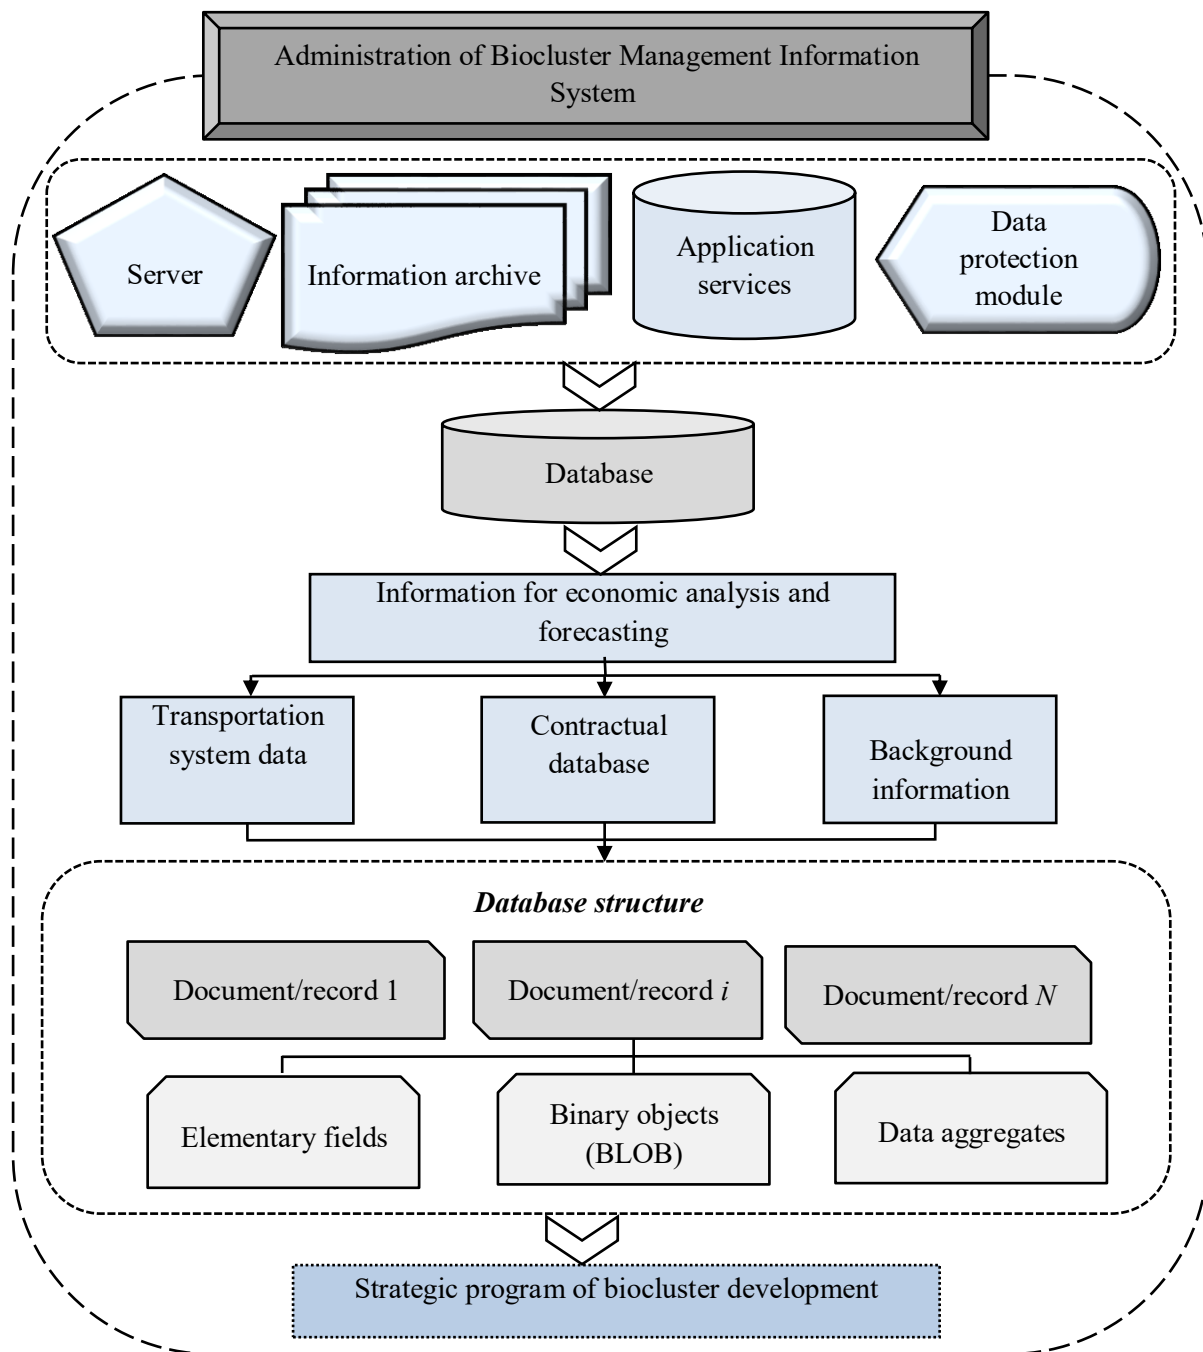 Administration of Biocluster Management Information
System
Server
Information archive
Application
services
Data
protection
module
Database
Information for economic analysis and
forecasting
Transportation
system data
Contractual
database
Background
information
Database structure
Document/record 1
Document/record i
Document/record N
Elementary fields
Binary objects
(BLOB)
Data aggregates
Strategic program of biocluster development